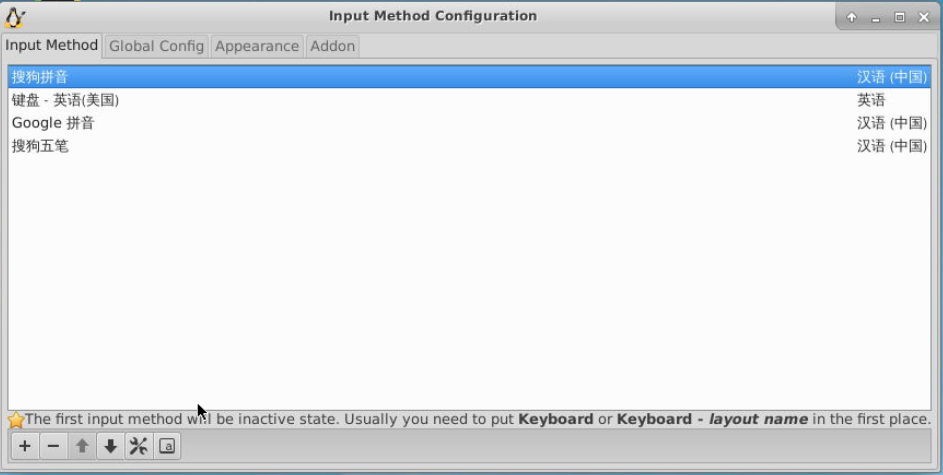 Input Method Configuration
Input Method Global Config Appearance Addon
搜狗拼音 汉语 (中国)
键盘 - 英语(美国) 英语
Google 拼音 汉语 (中国)
搜狗五笔 汉语 (中国)
The first input method will be inactive state. Usually you need to put Keyboard or Keyboard - layout name in the first place.
a